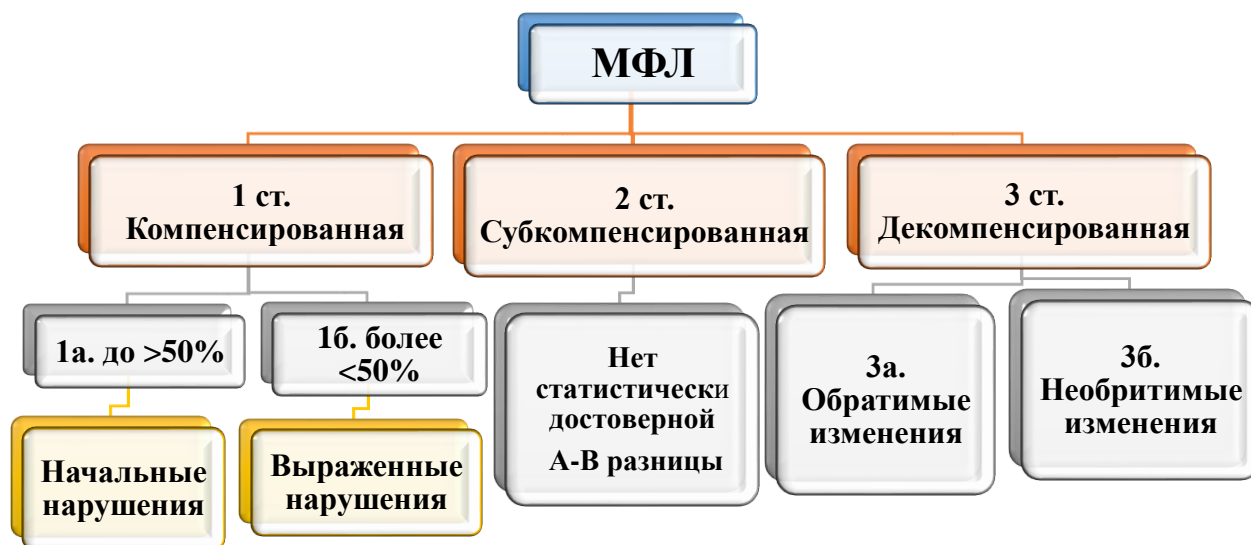 МФЛ
1 ст.
Компенсированная
2 ст.
Субкомпенсированная
3 ст.
Декомпенсированная
1а. до >50%
1б. более
<50%
Нет
статистически
достоверной
А-В разницы
3а.
Обратимые
изменения
3б.
Необритимые
изменения
Начальные
нарушения
Выраженные
нарушения